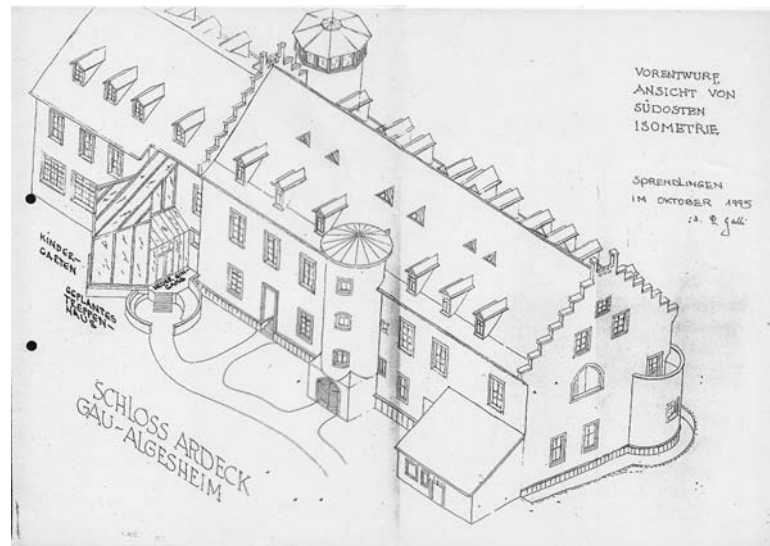 VORENTWURF
ANSICHT VON
SÜDOSTEN
ISOMETRIE
SPRENDLINGEN
IM OKTOBER 1995
KINDER-
GARTEN
GEPLANTES
TREPPEN-
HAUS
SCHLOSS ARDECK
GAU-ALGESHEIM